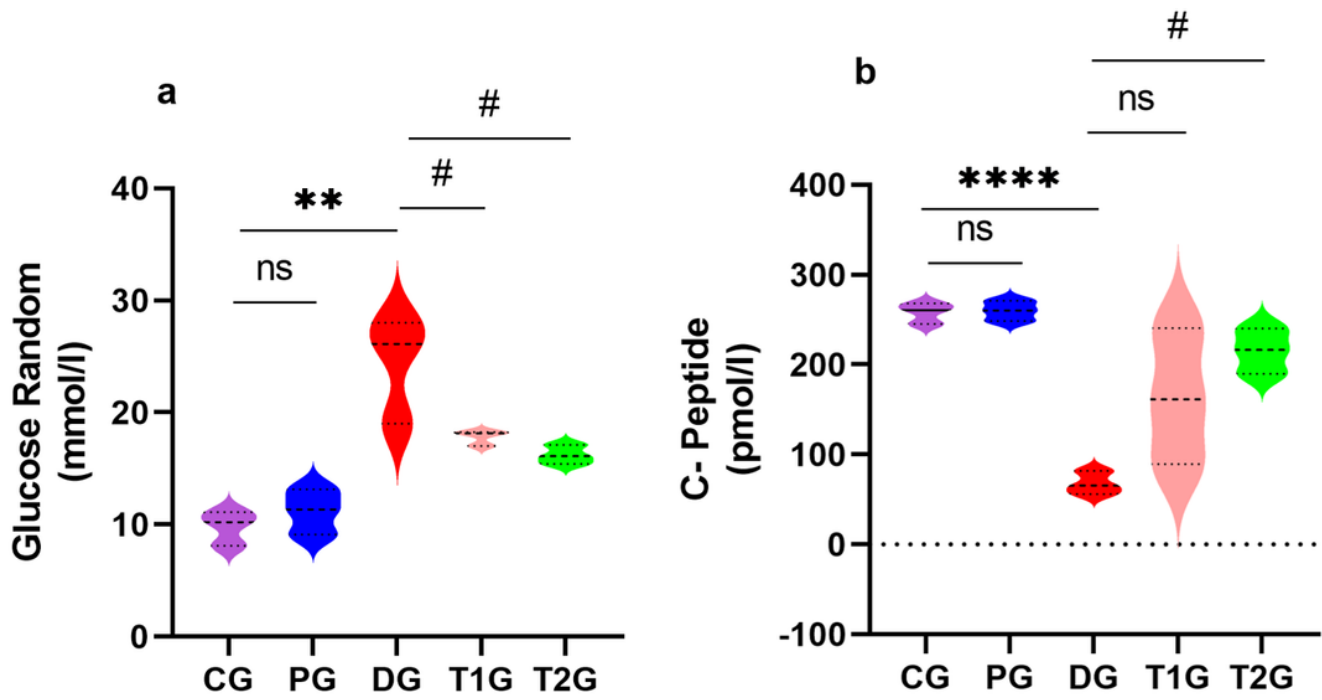 a
#
#
**
ns
Glucose Random
(mmol/l)
40
30
20
10
0
CG PG DG T1G T2G
b
#
ns
****
ns
C- Peptide
(pmol/l)
400
300
200
100
0
-100
CG PG DG T1G T2G